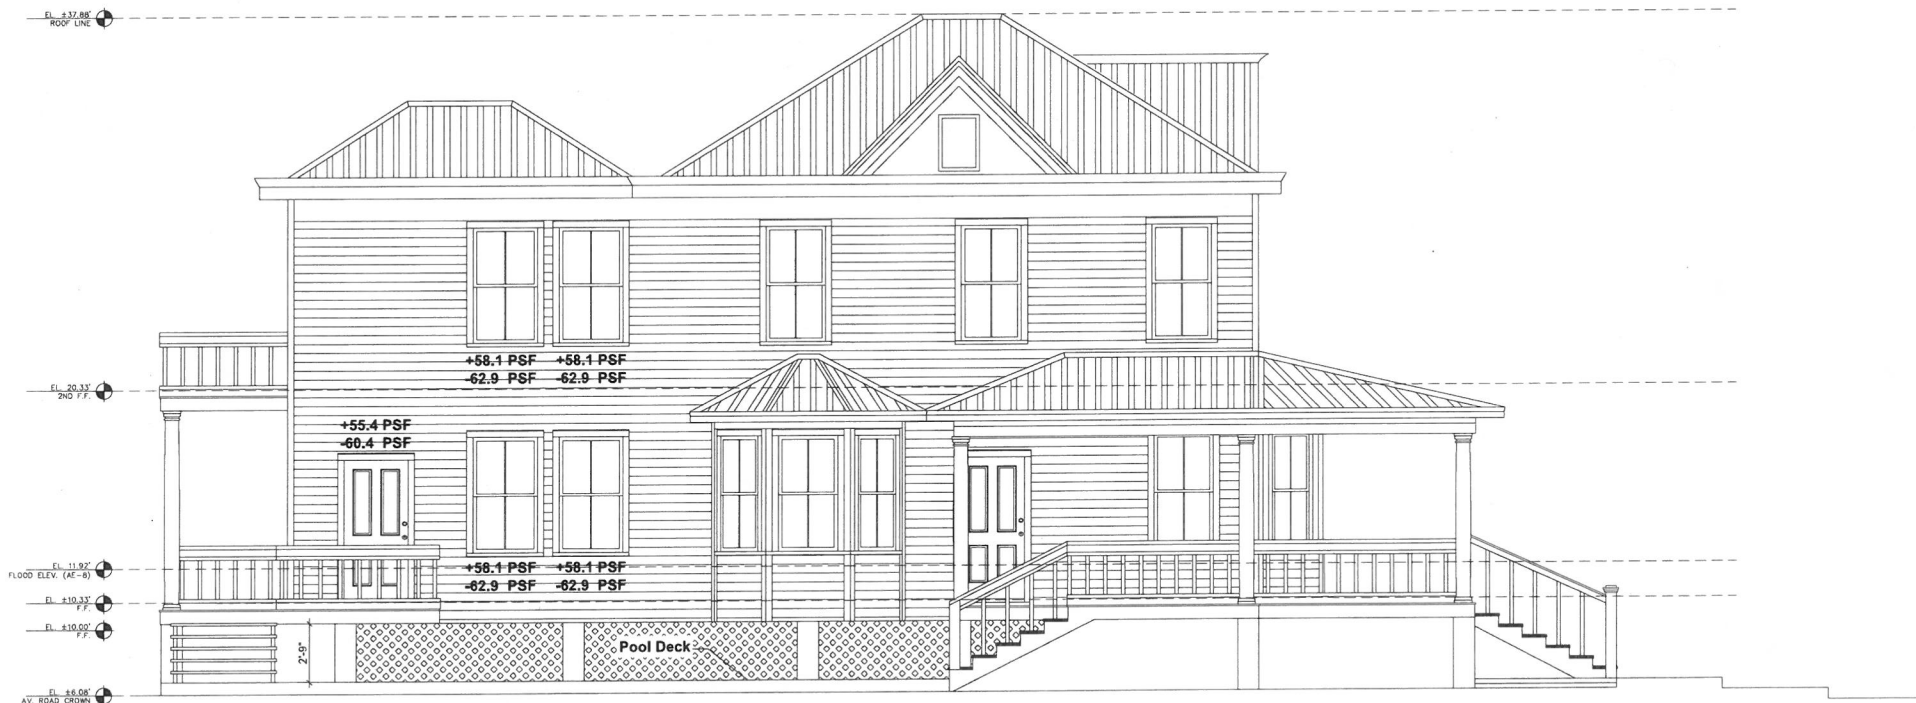 EL. ±37.88'
ROOF LINE
+58.1 PSF +58.1 PSF
-62.9 PSF -62.9 PSF
EL. 20.33'
2ND F.F.
+55.4 PSF
-60.4 PSF
EL. 11.92'
FLOOD ELEV. (AE-8)
+58.1 PSF +58.1 PSF
-62.9 PSF -62.9 PSF
EL. ±10.33'
F.F.
EL. ±10.00'
F.F.
2'-9"
Pool Deck
EL. ±6.08'
AV. ROAD CROWN